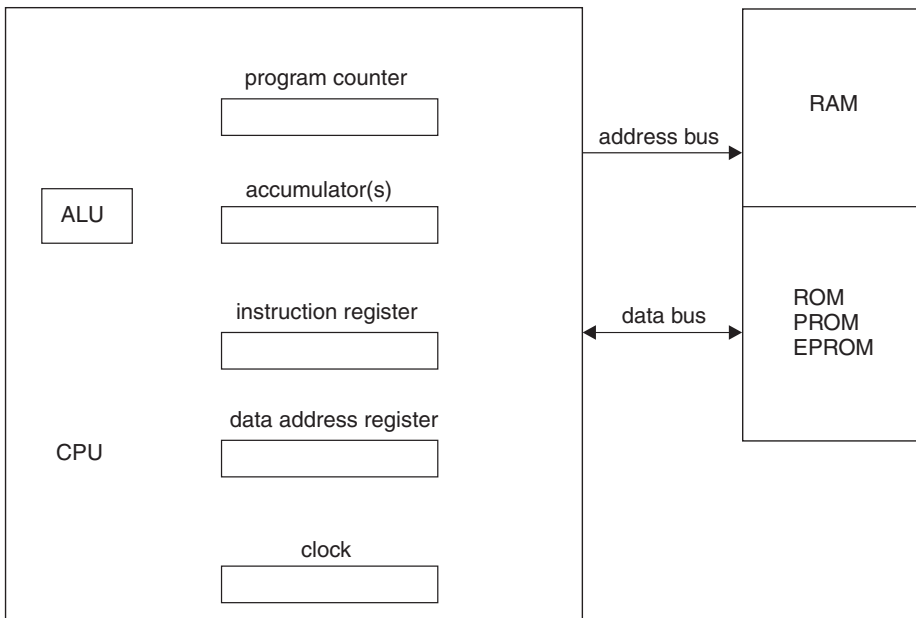 program counter
RAM
address bus
accumulator(s)
ALU
instruction register
data bus
ROM
PROM
EPROM
data address register
CPU
clock